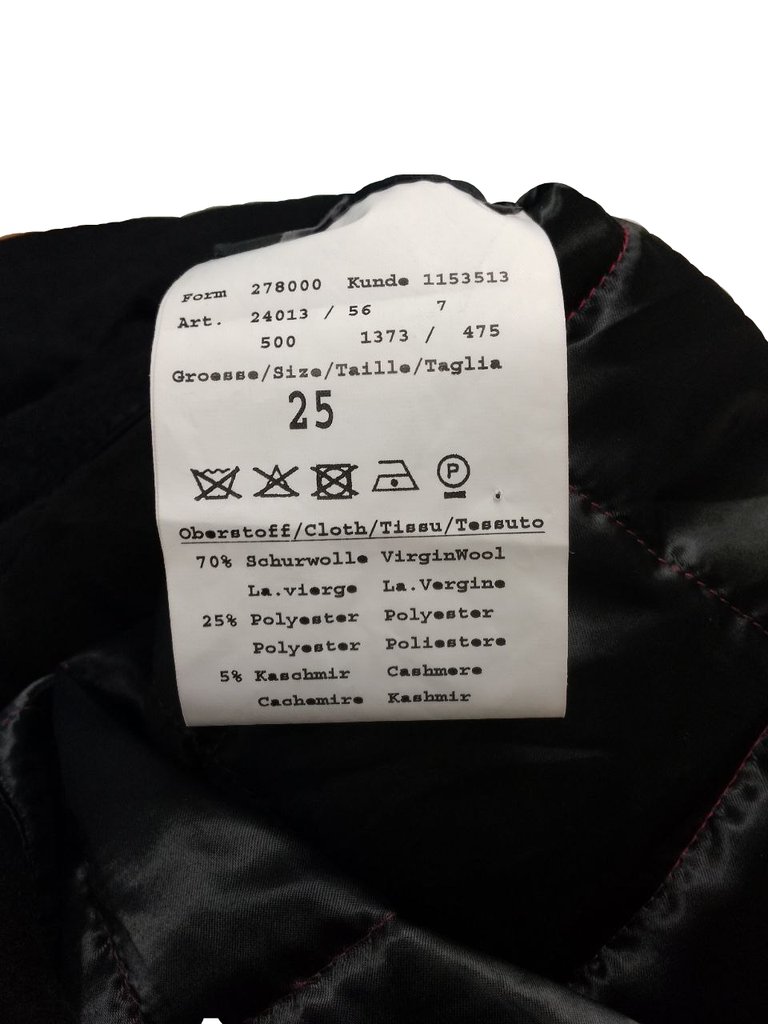 Form 278000 Kunde 1153513
Art. 24013 / 56 7
500 1373 / 475
Groesse/Size/Taille/Taglia
25
P
Oberstoff/Cloth/Tissu/Tessuto
70% Schurwolle VirginWool
La.vierge La.Vergine
25% Polyester Polyester
Polyester Poliestere
5% Kaschmir Cashmere
Cachemire Kashmir